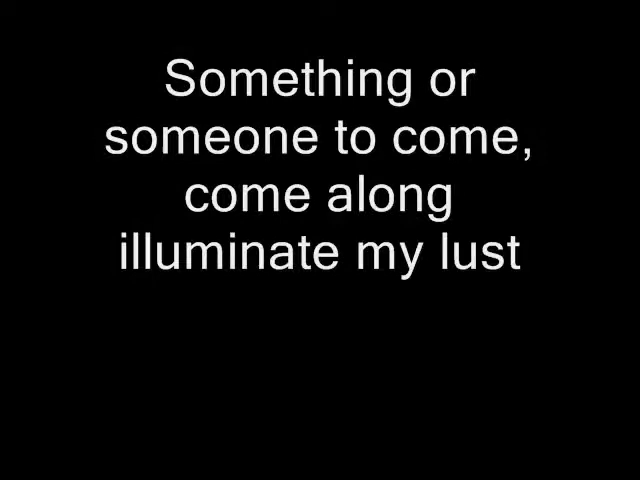 Something or
someone to come,
come along
illuminate my lust